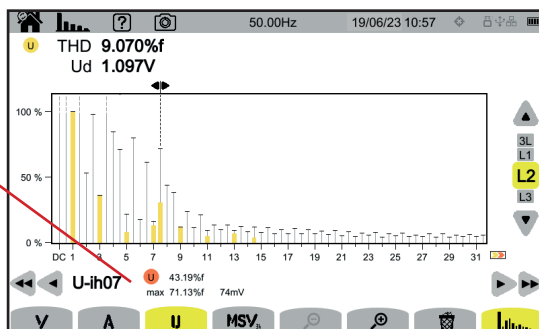 50.00Hz 19/06/23 10:57
U THD 9.070%f
Ud 1.097V
100 %
50 %
0 %
DC 1 3 5 7 9 11 13 15 17 19 21 23 25 27 29 31
3L
L1
L2
L3
U-ih07 U 43.19%f
max 71.13%f 74mV
V A U MSV